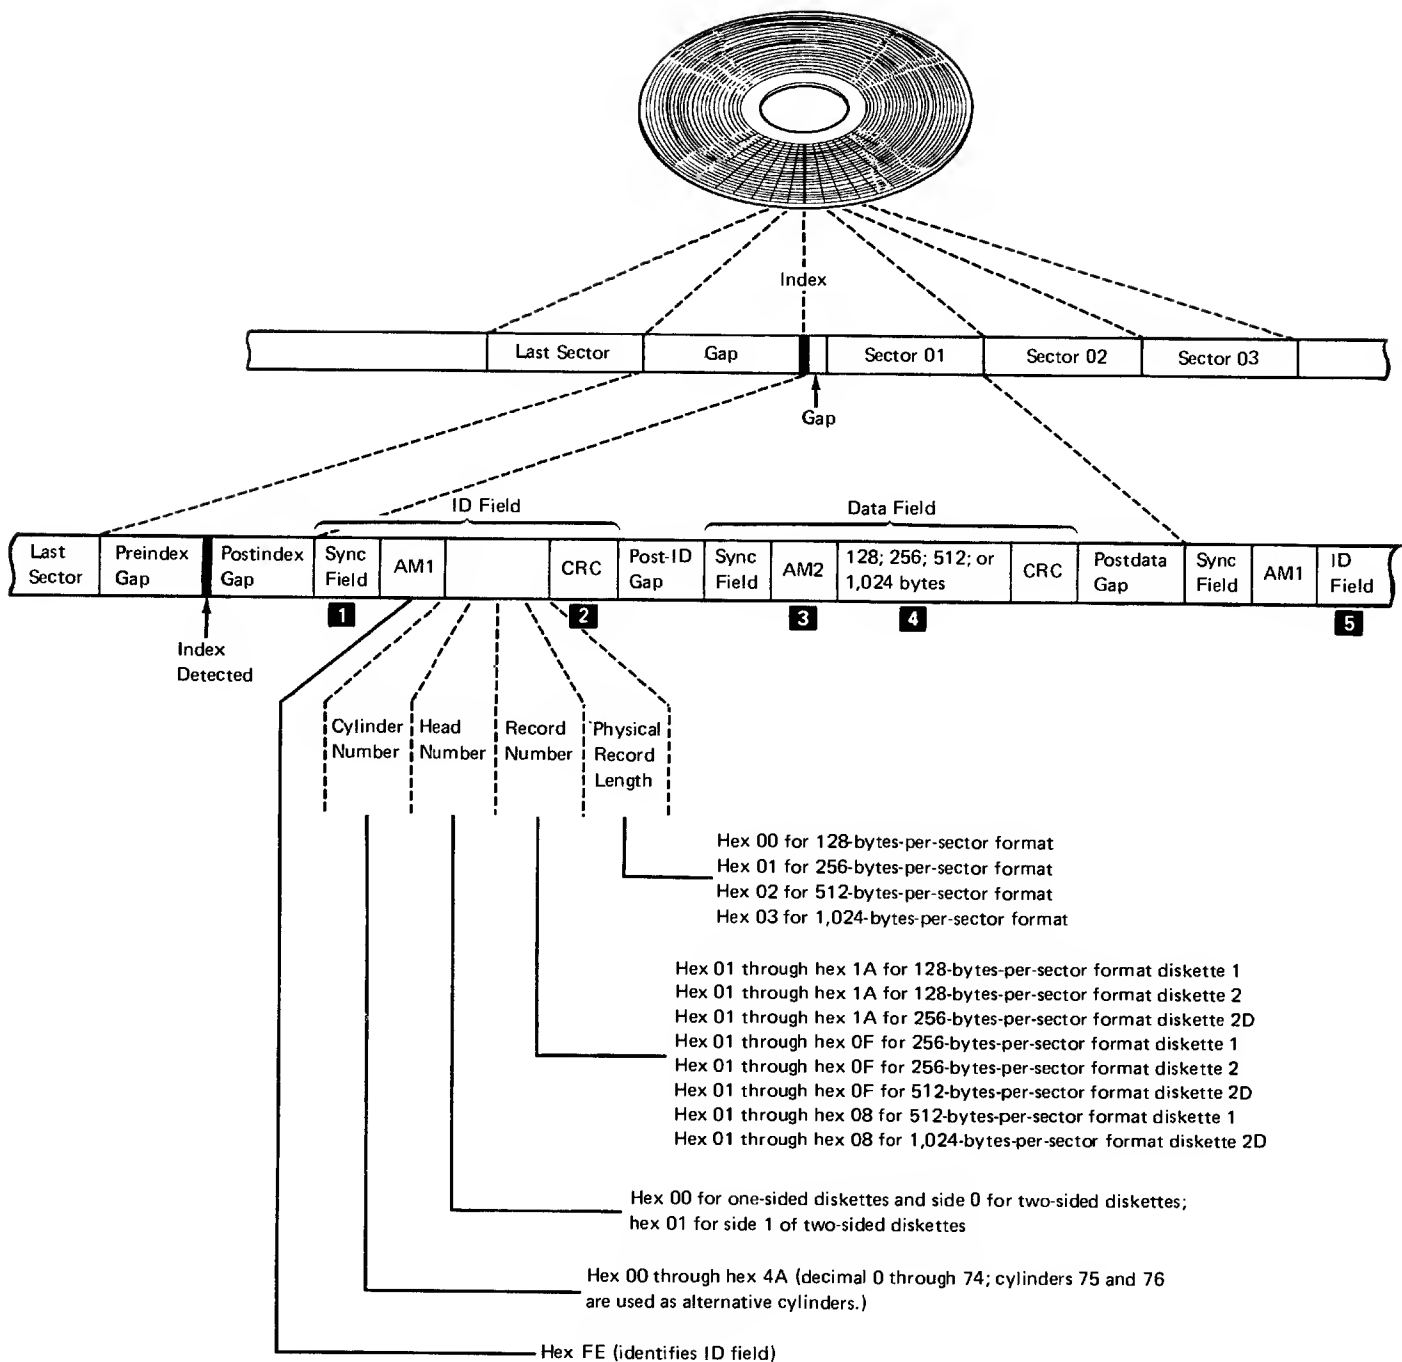 Index
Last Sector
Gap
Sector 01
Sector 02
Sector 03
Gap
ID Field
Data Field
Last
Sector
Preindex
Gap
Postindex
Gap
Sync
Field
AM1
CRC
Post-ID
Gap
Sync
Field
AM2
128; 256; 512; or
1,024 bytes
CRC
Postdata
Gap
Sync
Field
AM1
ID
Field
1
2
3
4
5
Index
Detected
Cylinder
Number
Head
Number
Record
Number
Physical
Record
Length
Hex 00 for 128-bytes-per-sector format
Hex 01 for 256-bytes-per-sector format
Hex 02 for 512-bytes-per-sector format
Hex 03 for 1,024-bytes-per-sector format
Hex 01 through hex 1A for 128-bytes-per-sector format diskette 1
Hex 01 through hex 1A for 128-bytes-per-sector format diskette 2
Hex 01 through hex 1A for 256-bytes-per-sector format diskette 2D
Hex 01 through hex 0F for 256-bytes-per-sector format diskette 1
Hex 01 through hex 0F for 256-bytes-per-sector format diskette 2
Hex 01 through hex 0F for 512-bytes-per-sector format diskette 2D
Hex 01 through hex 08 for 512-bytes-per-sector format diskette 1
Hex 01 through hex 08 for 1,024-bytes-per-sector format diskette 2D
Hex 00 for one-sided diskettes and side 0 for two-sided diskettes;
hex 01 for side 1 of two-sided diskettes
Hex 00 through hex 4A (decimal 0 through 74; cylinders 75 and 76
are used as alternative cylinders.)
Hex FE (identifies ID field)